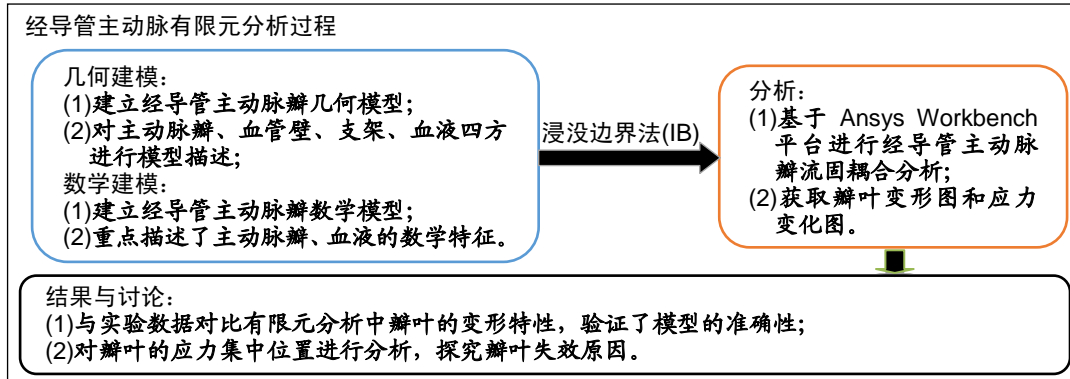 经导管主动脉有限元分析过程
几何建模：
(1)建立经导管主动脉瓣几何模型；
(2)对主动脉瓣、血管壁、支架、血液四方
进行模型描述；
数学建模：
(1)建立经导管主动脉瓣数学模型；
(2)重点描述了主动脉瓣、血液的数学特征。
浸没边界法(IB)
分析：
(1)基于 Ansys Workbench
平台进行经导管主动脉
瓣流固耦合分析；
(2)获取瓣叶变形图和应力
变化图。
结果与讨论：
(1)与实验数据对比有限元分析中瓣叶的变形特性，验证了模型的准确性；
(2)对瓣叶的应力集中位置进行分析，探究瓣叶失效原因。